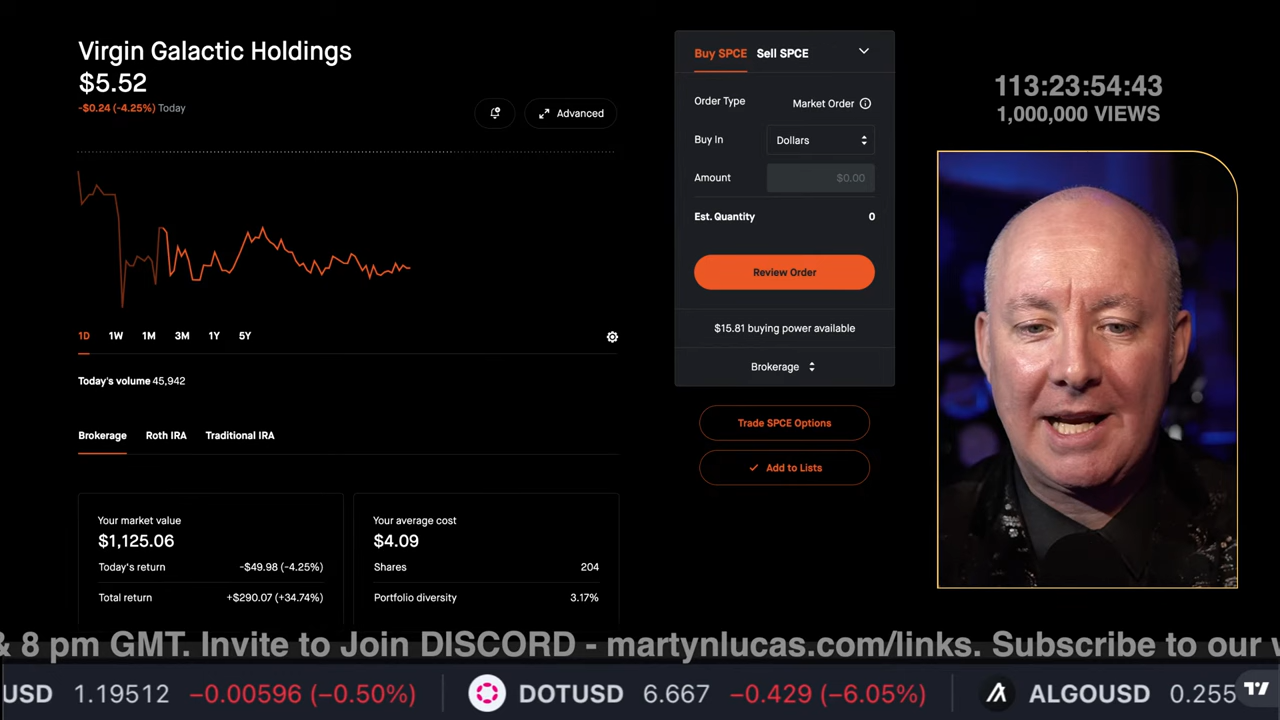 Virgin Galactic Holdings
$5.52
-$0.24 (-4.25%) Today
Advanced
1D 1W 1M 3M 1Y 5Y
Today's volume 45,942
Brokerage Roth IRA Traditional IRA
Your market value
$1,125.06
Today's return -$49.98 (-4.25%)
Total return +$290.07 (+34.74%)
Your average cost
$4.09
Shares 204
Portfolio diversity 3.17%
Buy SPCE Sell SPCE
Order Type Market Order
Buy In Dollars
Amount $0.00
Est. Quantity 0
Review Order
$15.81 buying power available
Brokerage
Trade SPCE Options
Add to Lists
113:23:54:43
1,000,000 VIEWS
& 8 pm GMT. Invite to Join DISCORD - martynlucas.com/links. Subscribe to our
USD 1.19512 −0.00596 (−0.50%) DOTUSD 6.667 −0.429 (−6.05%) ALGOUSD 0.255